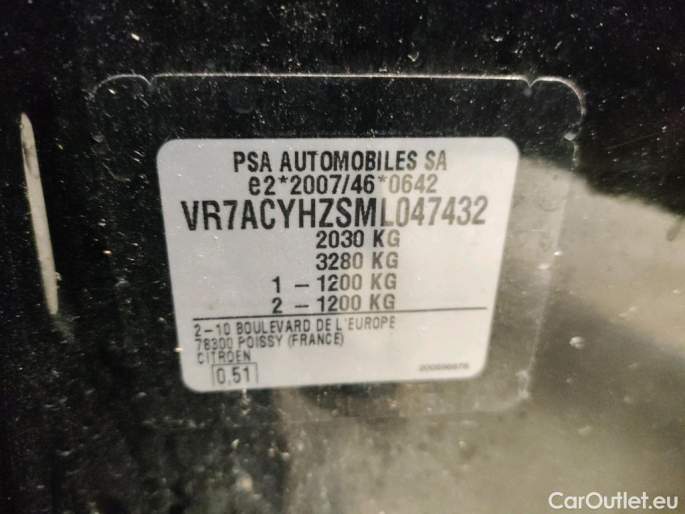 PSA AUTOMOBILES SA
e2*2007/46*0642
VR7ACYHZSML047432
2030 KG
3280 KG
1 - 1200 KG
2 - 1200 KG
2-10 BOULEVARD DE L'EUROPE
78300 POISSY (FRANCE)
CITROEN
0,51
CarOutlet.eu